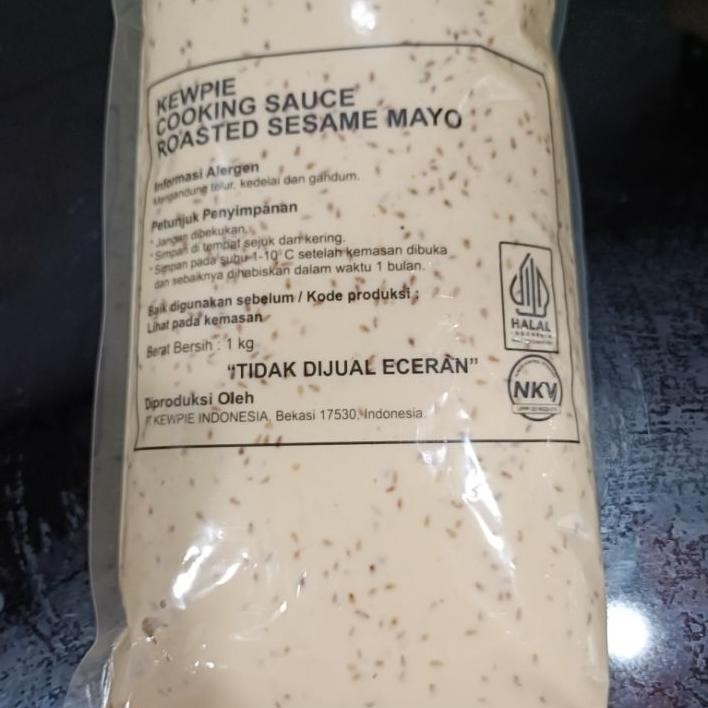 KEWPIE
COOKING SAUCE
ROASTED SESAME MAYO
Informasi Alergen
Mengandung telur, kedelai dan gandum.
Petunjuk Penyimpanan
* Jangan dibekukan.
* Simpan di tempat sejuk dan kering.
* Simpan pada suhu 1-10° C setelah kemasan dibuka
dan sebaiknya dihabiskan dalam waktu 1 bulan.
Baik digunakan sebelum / Kode produksi :
Lihat pada kemasan
Berat Bersih : 1 kg
HALAL
INDONESIA
"TIDAK DIJUAL ECERAN"
NKV
Diproduksi Oleh
PT KEWPIE INDONESIA, Bekasi 17530, Indonesia.